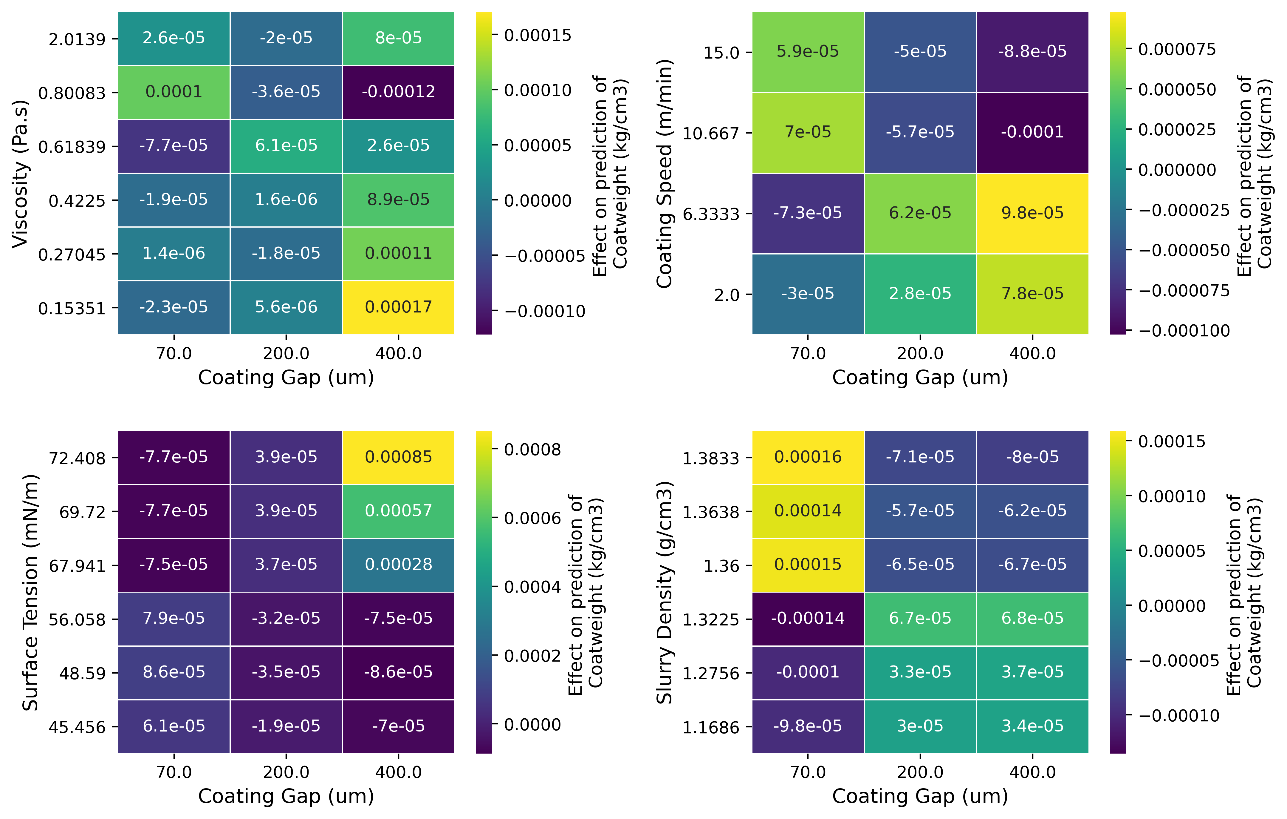 2.0139 2.6e-05 -2e-05 8e-05
0.80083 0.0001 -3.6e-05 -0.00012
0.61839 -7.7e-05 6.1e-05 2.6e-05
0.4225 -1.9e-05 1.6e-06 8.9e-05
0.27045 1.4e-06 -1.8e-05 0.00011
0.15351 -2.3e-05 5.6e-06 0.00017
70.0 200.0 400.0
Coating Gap (um)
Viscosity (Pa.s)
0.00015
0.00010
0.00005
0.00000
−0.00005
−0.00010
Effect on prediction of
Coatweight (kg/cm3)
15.0 5.9e-05 -5e-05 -8.8e-05
10.667 7e-05 -5.7e-05 -0.0001
6.3333 -7.3e-05 6.2e-05 9.8e-05
2.0 -3e-05 2.8e-05 7.8e-05
70.0 200.0 400.0
Coating Gap (um)
Coating Speed (m/min)
0.000075
0.000050
0.000025
0.000000
−0.000025
−0.000050
−0.000075
−0.000100
Effect on prediction of
Coatweight (kg/cm3)
72.408 -7.7e-05 3.9e-05 0.00085
69.72 -7.7e-05 3.9e-05 0.00057
67.941 -7.5e-05 3.7e-05 0.00028
56.058 7.9e-05 -3.2e-05 -7.5e-05
48.59 8.6e-05 -3.5e-05 -8.6e-05
45.456 6.1e-05 -1.9e-05 -7e-05
70.0 200.0 400.0
Coating Gap (um)
Surface Tension (mN/m)
0.0008
0.0006
0.0004
0.0002
0.0000
Effect on prediction of
Coatweight (kg/cm3)
1.3833 0.00016 -7.1e-05 -8e-05
1.3638 0.00014 -5.7e-05 -6.2e-05
1.36 0.00015 -6.5e-05 -6.7e-05
1.3225 -0.00014 6.7e-05 6.8e-05
1.2756 -0.0001 3.3e-05 3.7e-05
1.1686 -9.8e-05 3e-05 3.4e-05
70.0 200.0 400.0
Coating Gap (um)
Slurry Density (g/cm3)
0.00015
0.00010
0.00005
0.00000
−0.00005
−0.00010
Effect on prediction of
Coatweight (kg/cm3)